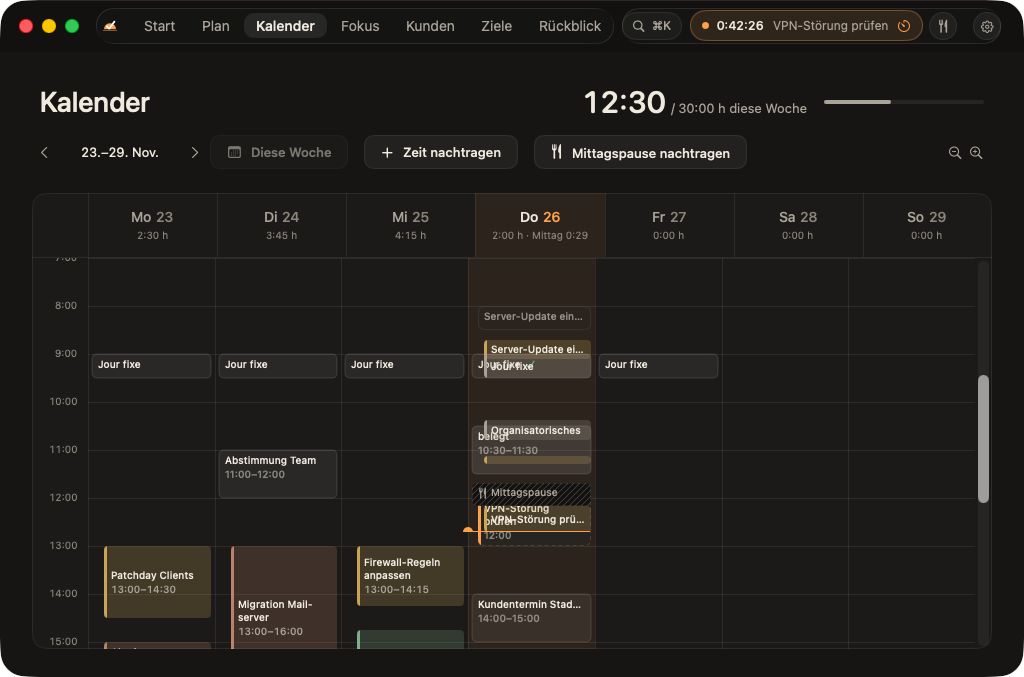 Start Plan Kalender Fokus Kunden Ziele Rückblick ⌘K 0:42:26 VPN-Störung prüfen
Kalender
12:30 / 30:00 h diese Woche
23.–29. Nov. Diese Woche + Zeit nachtragen Mittagspause nachtragen
Mo 23 Di 24 Mi 25 Do 26 Fr 27 Sa 28 So 29
2:30 h 3:45 h 4:15 h 2:00 h · Mittag 0:29 0:00 h 0:00 h 0:00 h
7:00
8:00
Server-Update ein…
Server-Update ei…
9:00
Jour fixe Jour fixe Jour fixe Jour fixe Jour fixe
Jour fixe
10:00
Organisatorisches
belegt
10:30–11:30
11:00
Abstimmung Team
11:00–12:00
Mittagspause
12:00
VPN-Störung
prüfen
VPN-Störung prü…
12:00
13:00
Patchday Clients
13:00–14:30
Migration Mail-
server
13:00–16:00
Firewall-Regeln
anpassen
13:00–14:15
14:00
Kundentermin Stad…
14:00–15:00
15:00